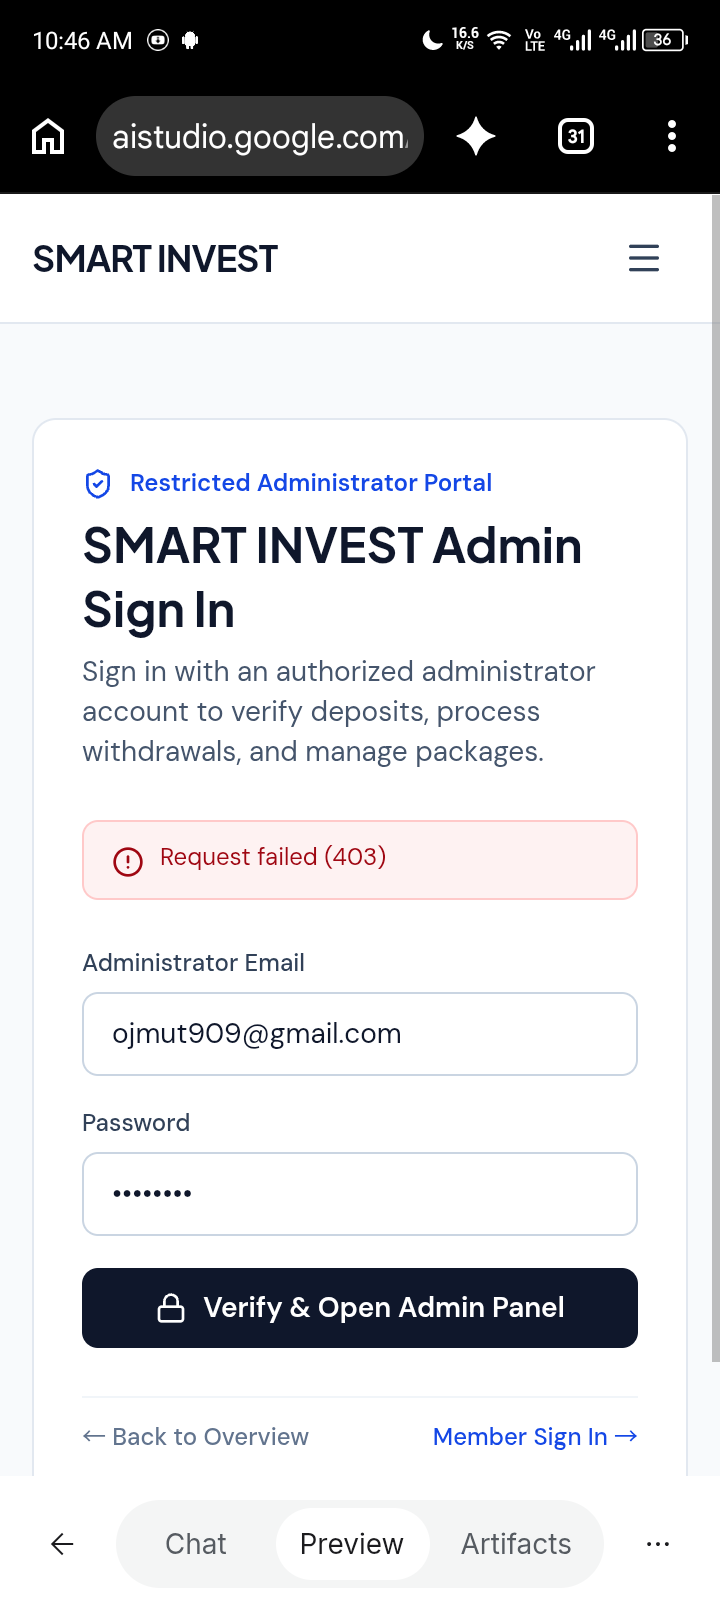 10:46 AM
16.6 K/S
Vo LTE
4G
4G
36
aistudio.google.com/
31
SMART INVEST
Restricted Administrator Portal
SMART INVEST Admin
Sign In
Sign in with an authorized administrator
account to verify deposits, process
withdrawals, and manage packages.
Request failed (403)
Administrator Email
ojmut909@gmail.com
Password
••••••••
Verify & Open Admin Panel
← Back to Overview
Member Sign In →
Chat
Preview
Artifacts